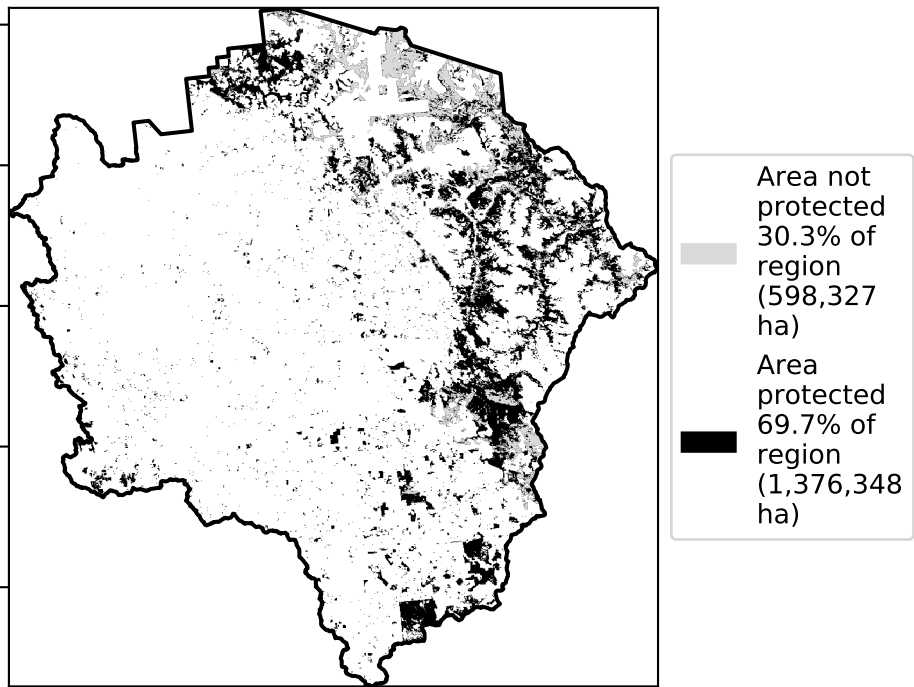 Area not
protected
30.3% of
region
(598,327
ha)
Area
protected
69.7% of
region
(1,376,348
ha)